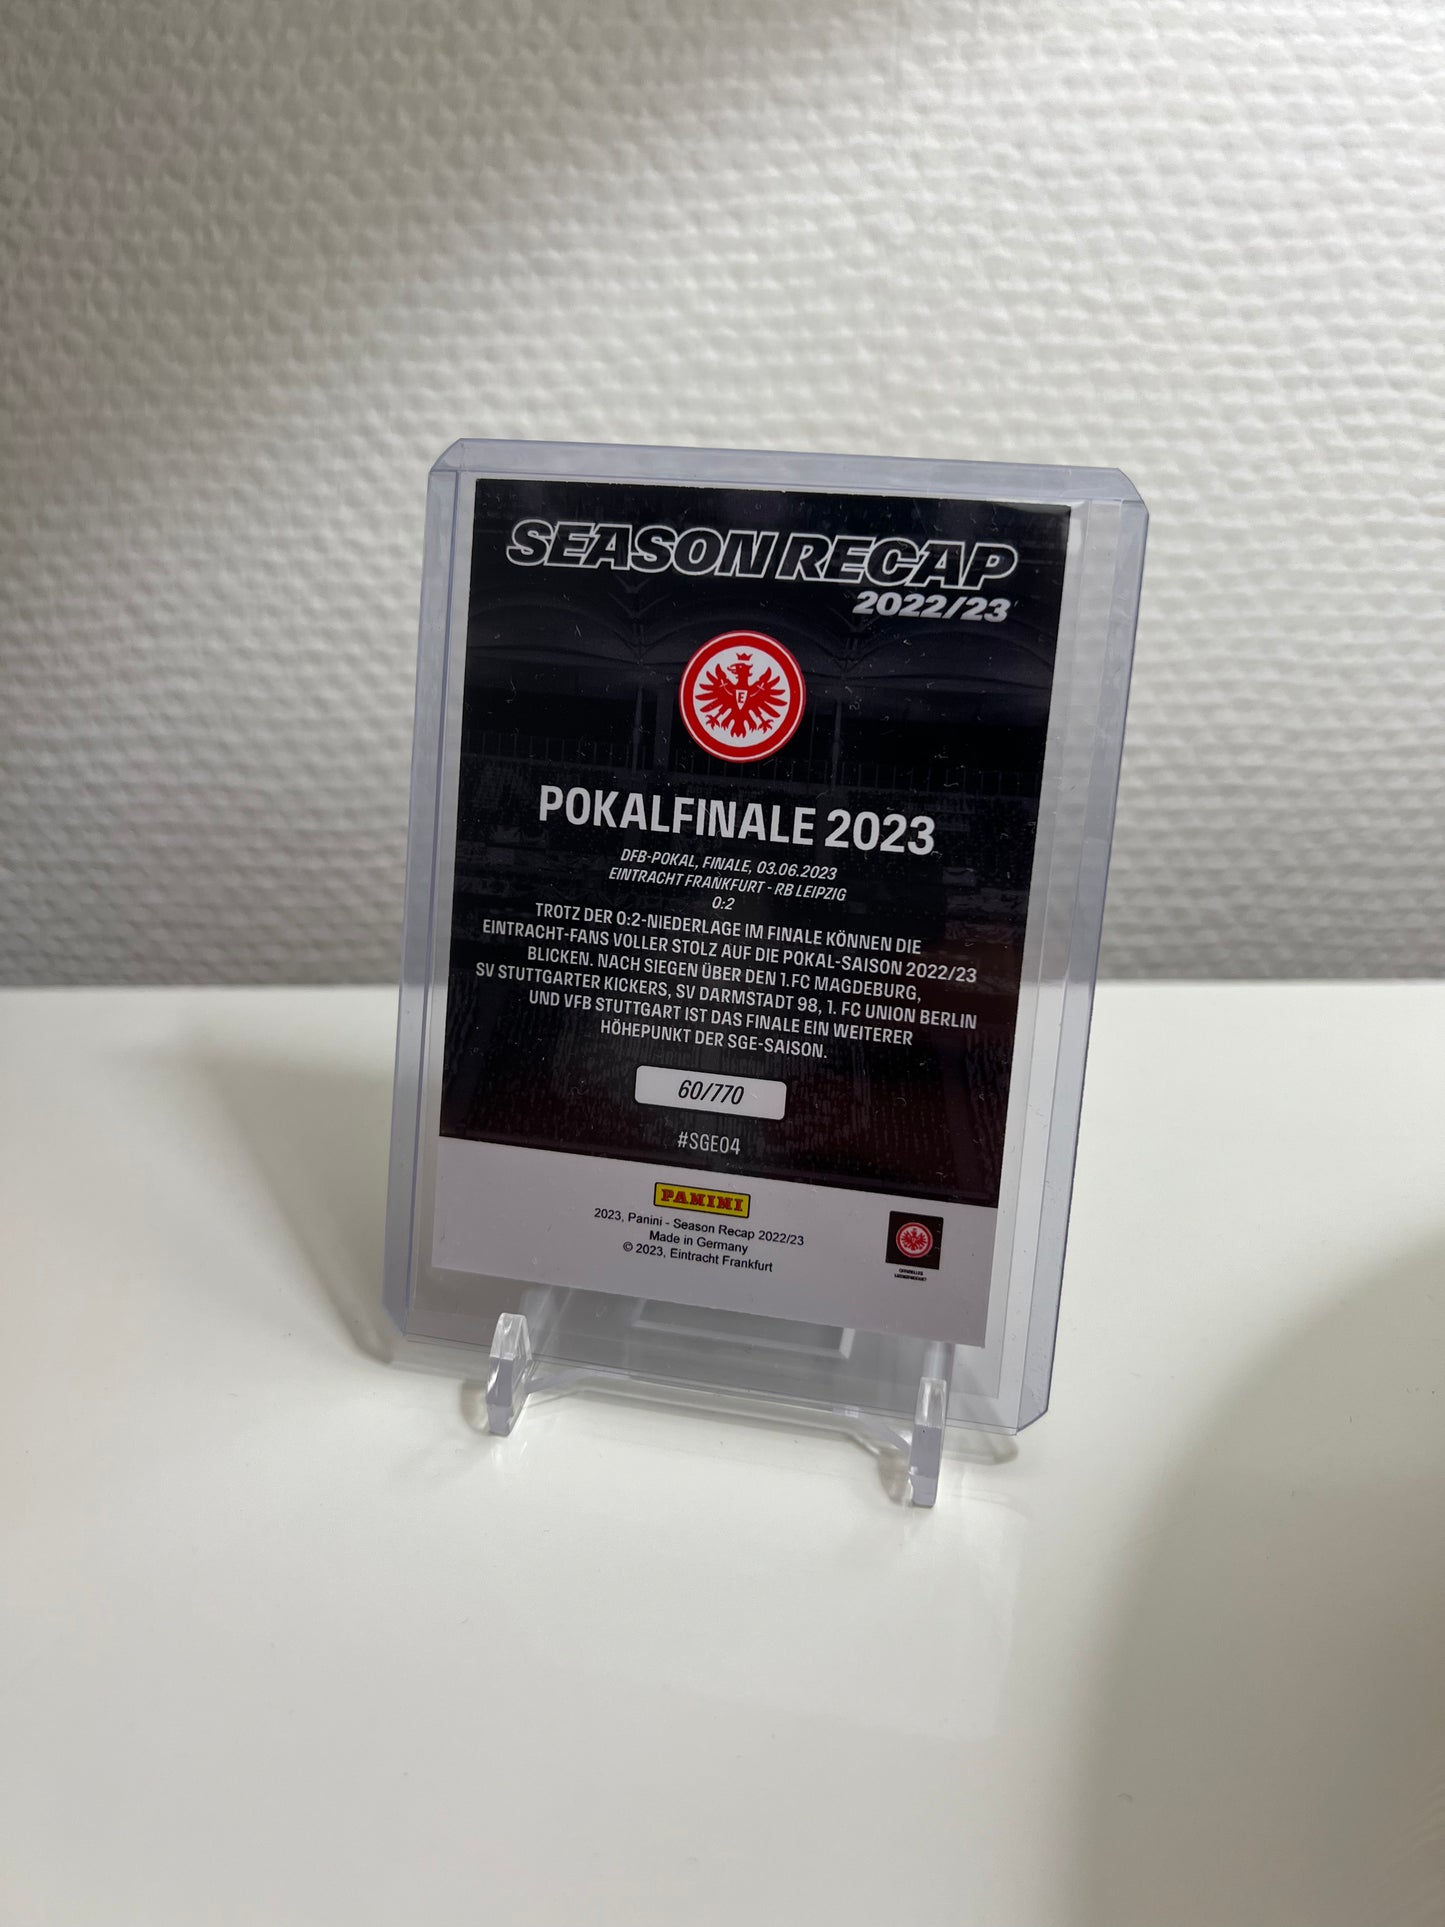 SEASON RECAP
2022/23
E
POKALFINALE 2023
DFB-POKAL, FINALE, 03.06.2023
EINTRACHT FRANKFURT - RB LEIPZIG
0:2
TROTZ DER 0:2-NIEDERLAGE IM FINALE KÖNNEN DIE
EINTRACHT-FANS VOLLER STOLZ AUF DIE POKAL-SAISON 2022/23
BLICKEN. NACH SIEGEN ÜBER DEN 1.FC MAGDEBURG,
SV STUTTGARTER KICKERS, SV DARMSTADT 98, 1. FC UNION BERLIN
UND VFB STUTTGART IST DAS FINALE EIN WEITERER
HÖHEPUNKT DER SGE-SAISON.
60/770
#SGE04
PANINI
2023, Panini - Season Recap 2022/23
Made in Germany
© 2023, Eintracht Frankfurt
OFFIZIELLES
LIZENZPRODUKT